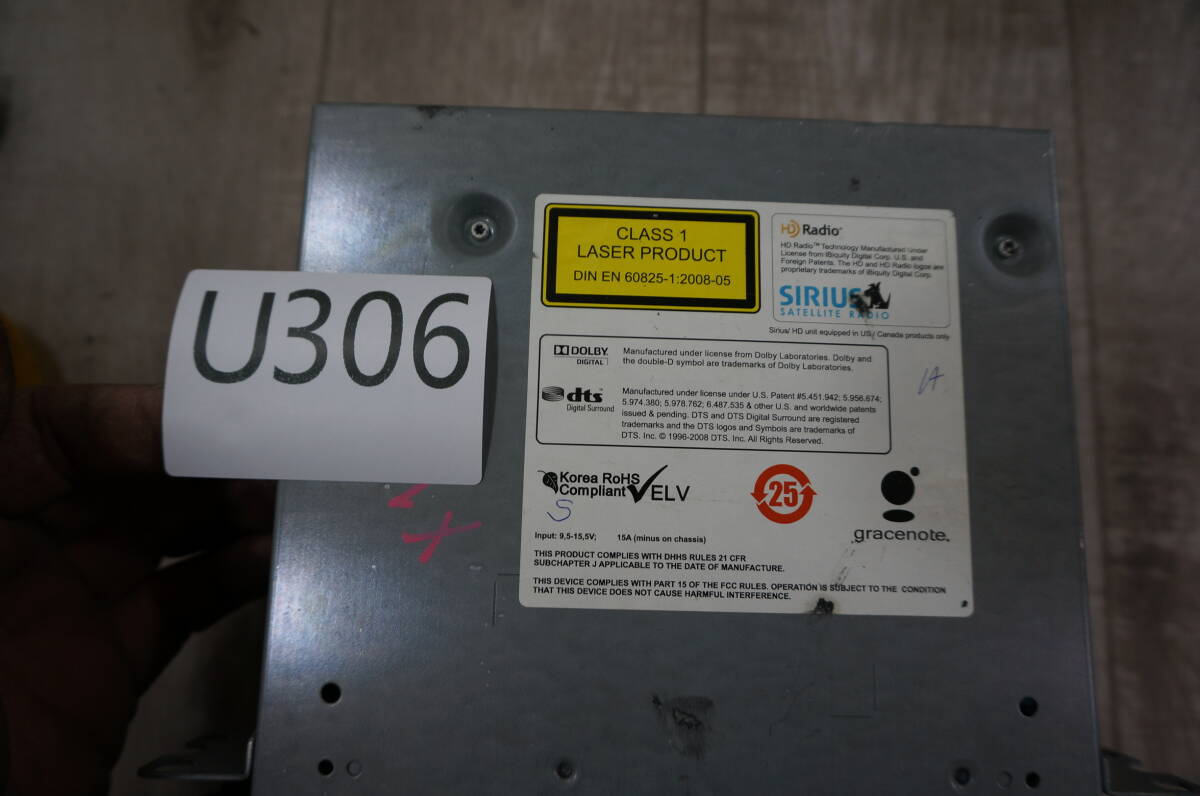 U306
CLASS 1
LASER PRODUCT
DIN EN 60825-1:2008-05
HD Radio®
HD Radio™ Technology Manufactured Under
License from iBiquity Digital Corp. U.S. and
Foreign Patents. The HD and HD Radio logos are
proprietary trademarks of iBiquity Digital Corp.
SIRIUS
SATELLITE RADIO
Sirius/ HD unit equipped in US / Canada products only
DOLBY
DIGITAL
Manufactured under license from Dolby Laboratories. Dolby and
the double-D symbol are trademarks of Dolby Laboratories.
dts™
Digital Surround
Manufactured under license under U.S. Patent #5.451.942; 5.956.674;
5.974.380; 5.978.762; 6.487.535 & other U.S. and worldwide patents
issued & pending. DTS and DTS Digital Surround are registered
trademarks and the DTS logos and Symbols are trademarks of
DTS. Inc. © 1996-2008 DTS. Inc. All Rights Reserved.
Korea RoHS
Compliant
ELV
25
gracenote.
S
Input: 9,5-15,5V; 15A (minus on chassis)
THIS PRODUCT COMPLIES WITH DHHS RULES 21 CFR
SUBCHAPTER J APPLICABLE TO THE DATE OF MANUFACTURE.
THIS DEVICE COMPLIES WITH PART 15 OF THE FCC RULES. OPERATION IS SUBJECT TO THE CONDITION
THAT THIS DEVICE DOES NOT CAUSE HARMFUL INTERFERENCE.